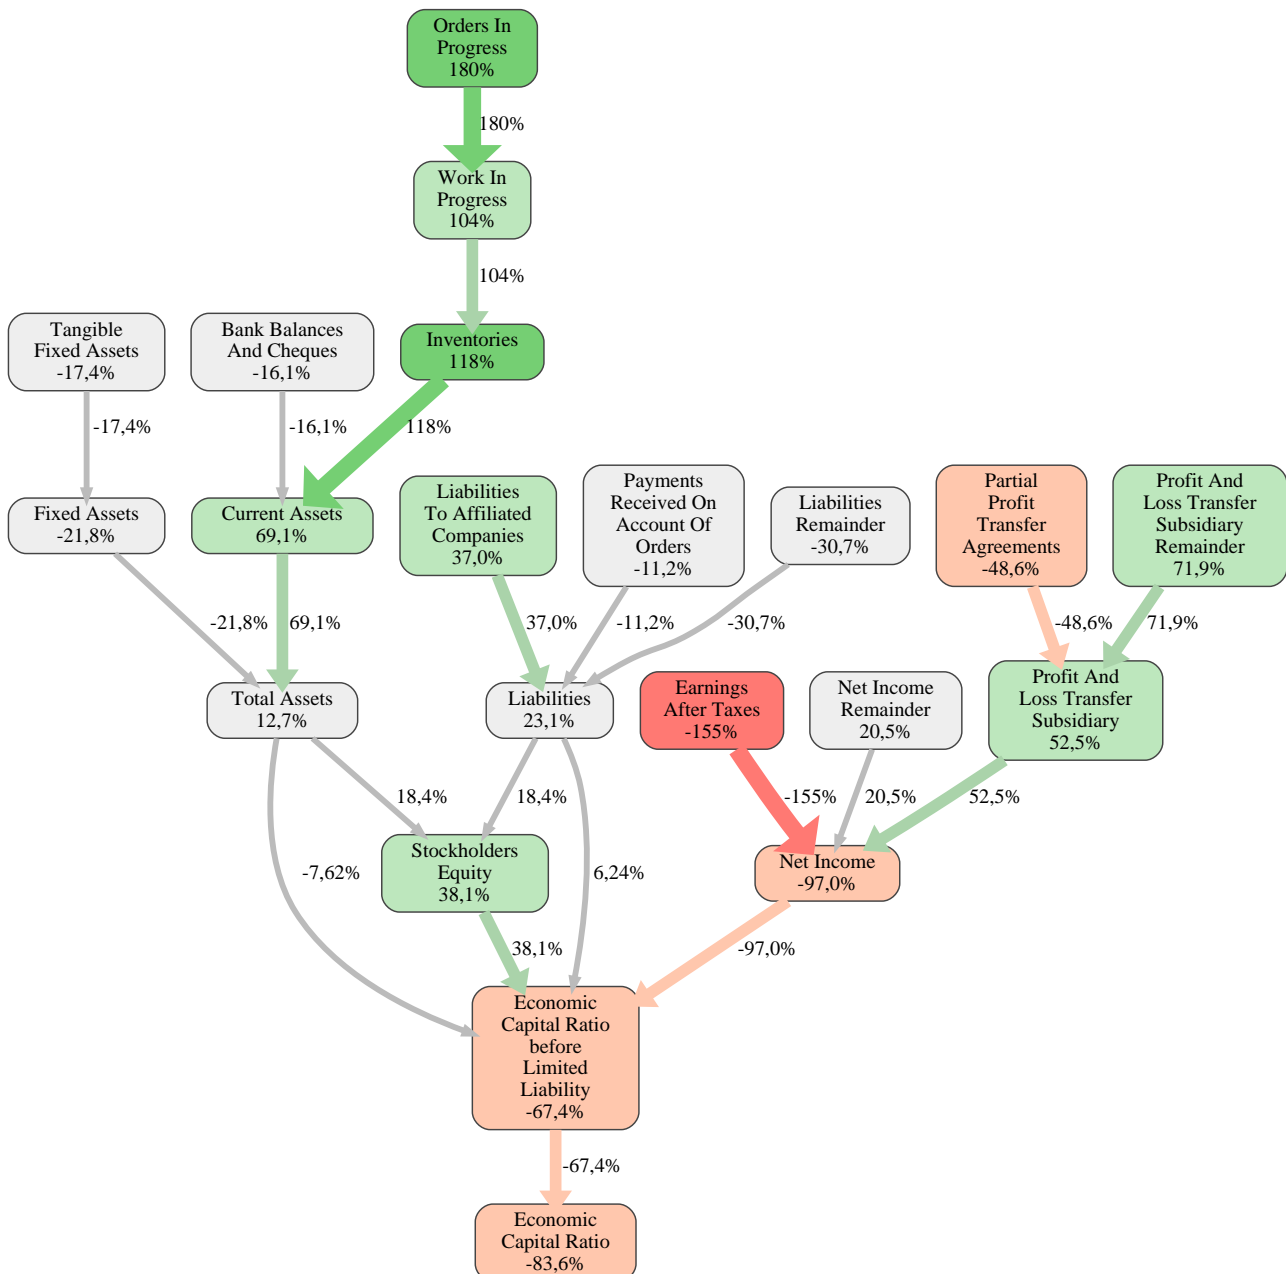 Orders In
Progress
180%
180%
Work In
Progress
104%
104%
Tangible
Fixed Assets
-17,4%
Bank Balances
And Cheques
-16,1%
Inventories
118%
-17,4%
-16,1%
118%
Fixed Assets
-21,8%
Current Assets
69,1%
Liabilities
To Affiliated
Companies
37,0%
Payments
Received On
Account Of
Orders
-11,2%
Liabilities
Remainder
-30,7%
Partial
Profit
Transfer
Agreements
-48,6%
Profit And
Loss Transfer
Subsidiary
Remainder
71,9%
-21,8%
69,1%
37,0%
-11,2%
-30,7%
-48,6%
71,9%
Total Assets
12,7%
Liabilities
23,1%
Earnings
After Taxes
-155%
Net Income
Remainder
20,5%
Profit And
Loss Transfer
Subsidiary
52,5%
18,4%
18,4%
-155%
20,5%
52,5%
-7,62%
Stockholders
Equity
38,1%
6,24%
Net Income
-97,0%
38,1%
-97,0%
Economic
Capital Ratio
before
Limited
Liability
-67,4%
-67,4%
Economic
Capital Ratio
-83,6%